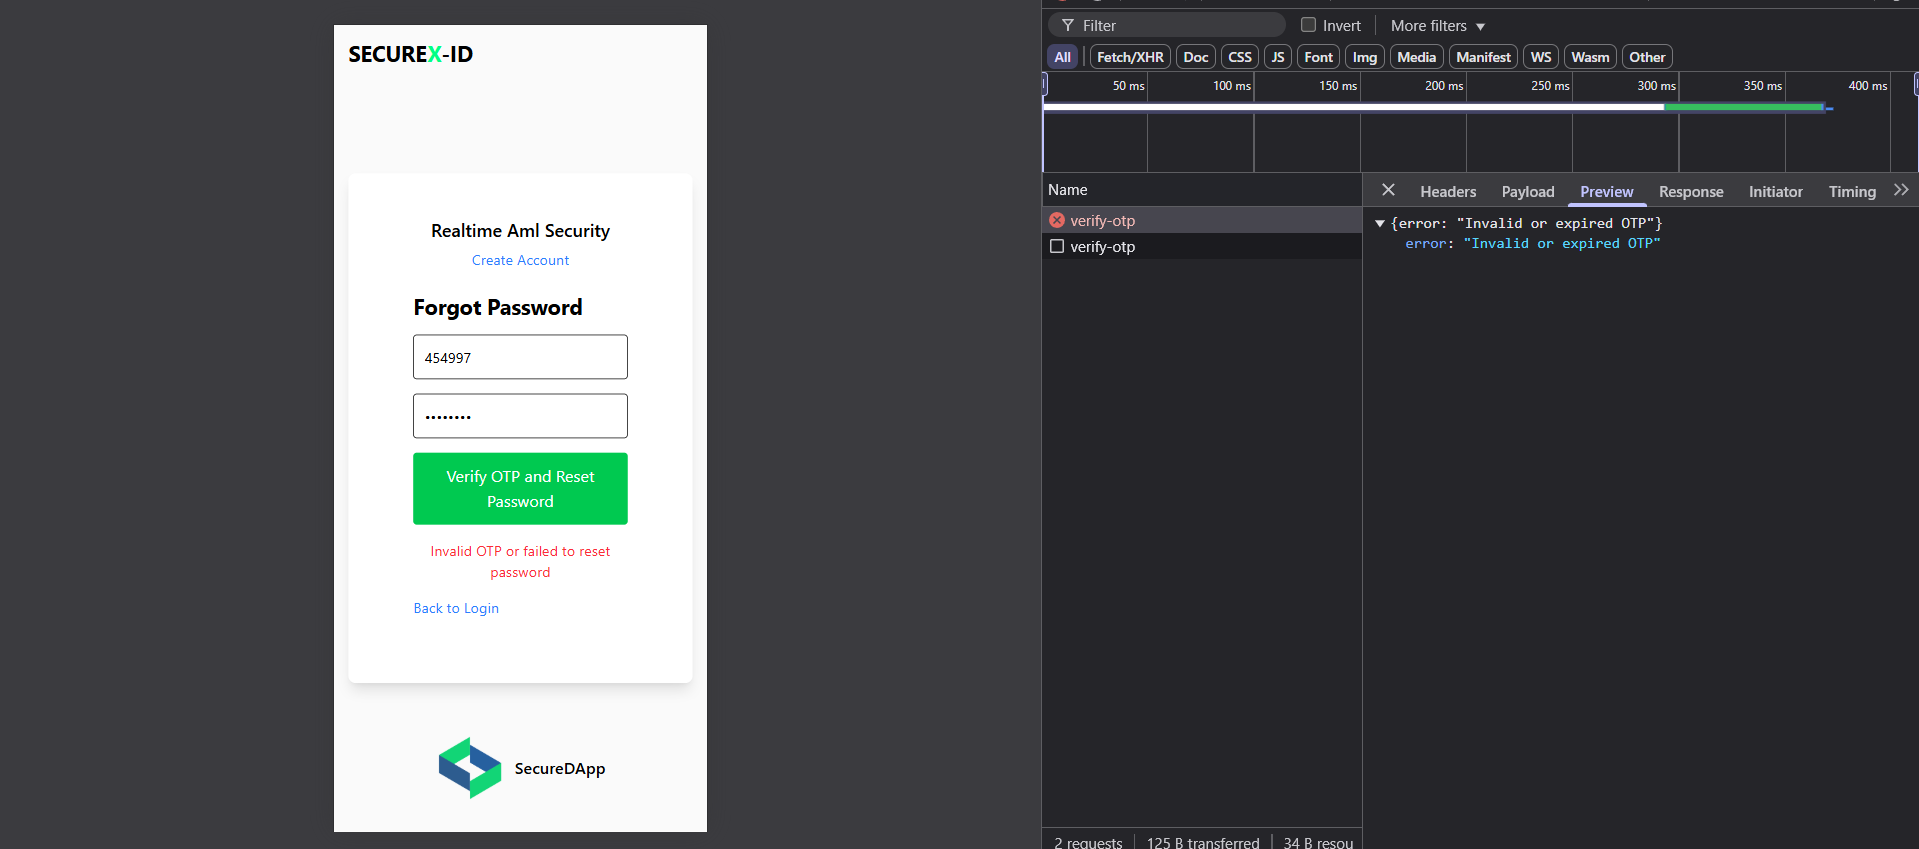 SECUREX-ID
Realtime Aml Security
Create Account
Forgot Password
454997
••••••••
Verify OTP and Reset
Password
Invalid OTP or failed to reset
password
Back to Login
SecureDApp
Filter
Invert
More filters
All
Fetch/XHR
Doc
CSS
JS
Font
Img
Media
Manifest
WS
Wasm
Other
50 ms
100 ms
150 ms
200 ms
250 ms
300 ms
350 ms
400 ms
Name
verify-otp
verify-otp
Headers
Payload
Preview
Response
Initiator
Timing
{error: "Invalid or expired OTP"}
error: "Invalid or expired OTP"
2 requests
125 B transferred
34 B resou